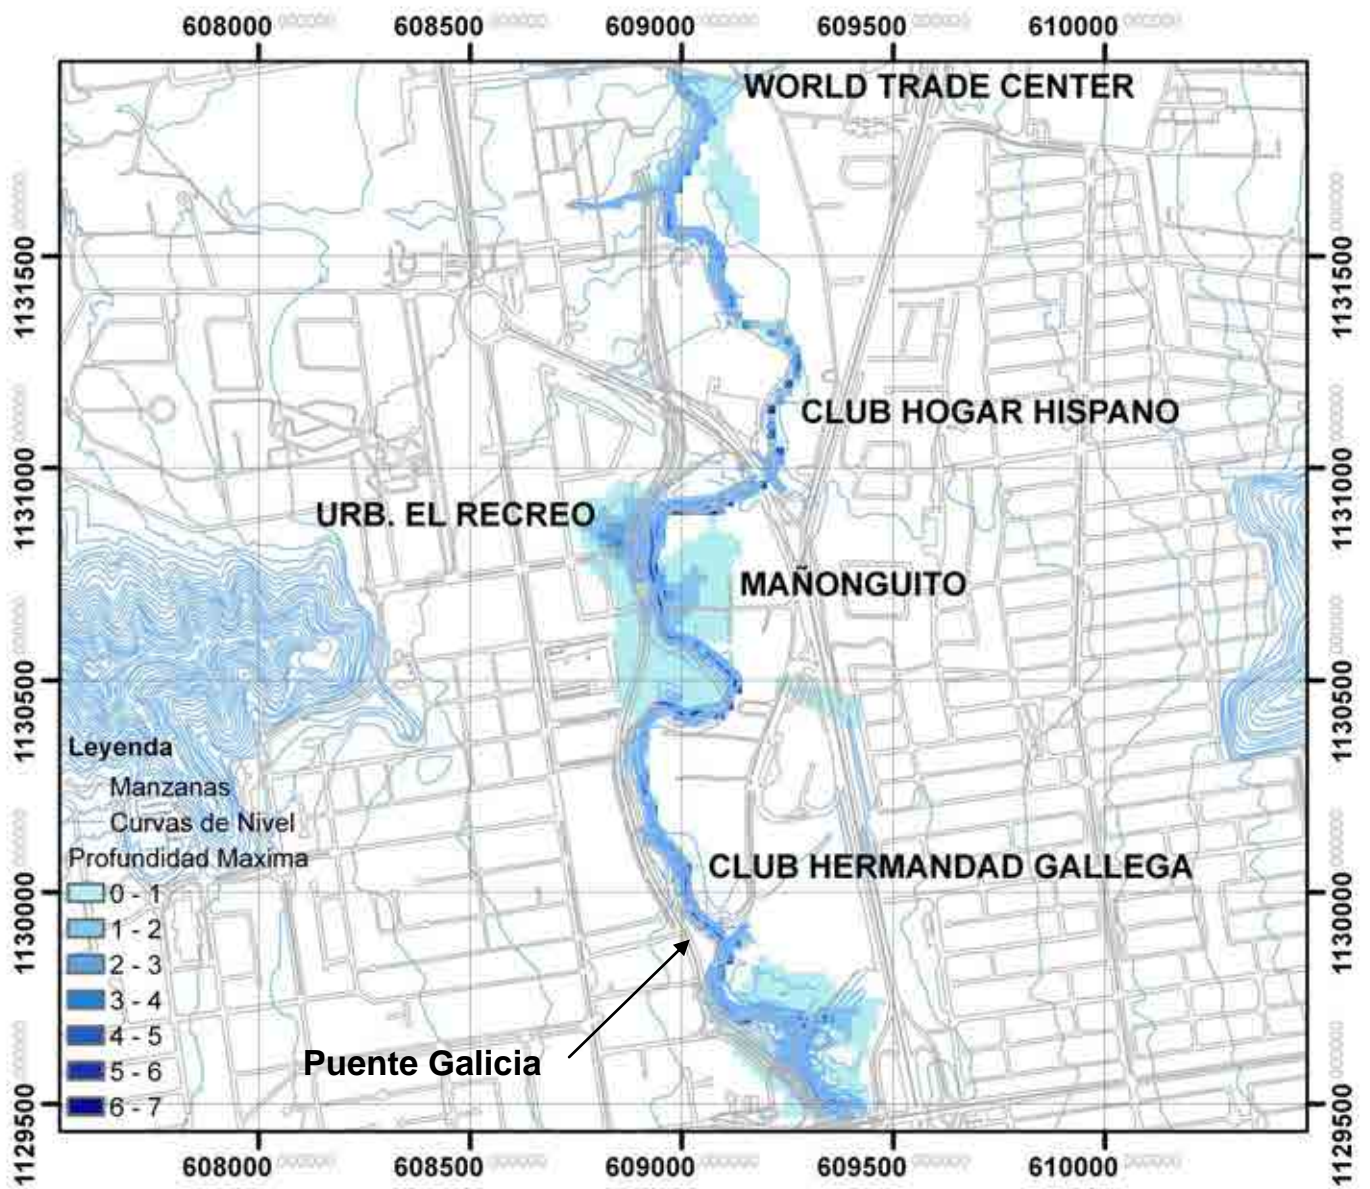 608000 608500 609000 609500 610000
WORLD TRADE CENTER
1131500 1131500
CLUB HOGAR HISPANO
1131000 1131000
URB. EL RECREO
MAÑONGUITO
1130500 1130500
Leyenda
Manzanas
Curvas de Nivel
Profundidad Maxima
CLUB HERMANDAD GALLEGA
0 - 1
1130000 1130000
1 - 2
2 - 3
3 - 4
4 - 5
Puente Galicia
5 - 6
6 - 7
1129500 1129500
608000 608500 609000 609500 610000